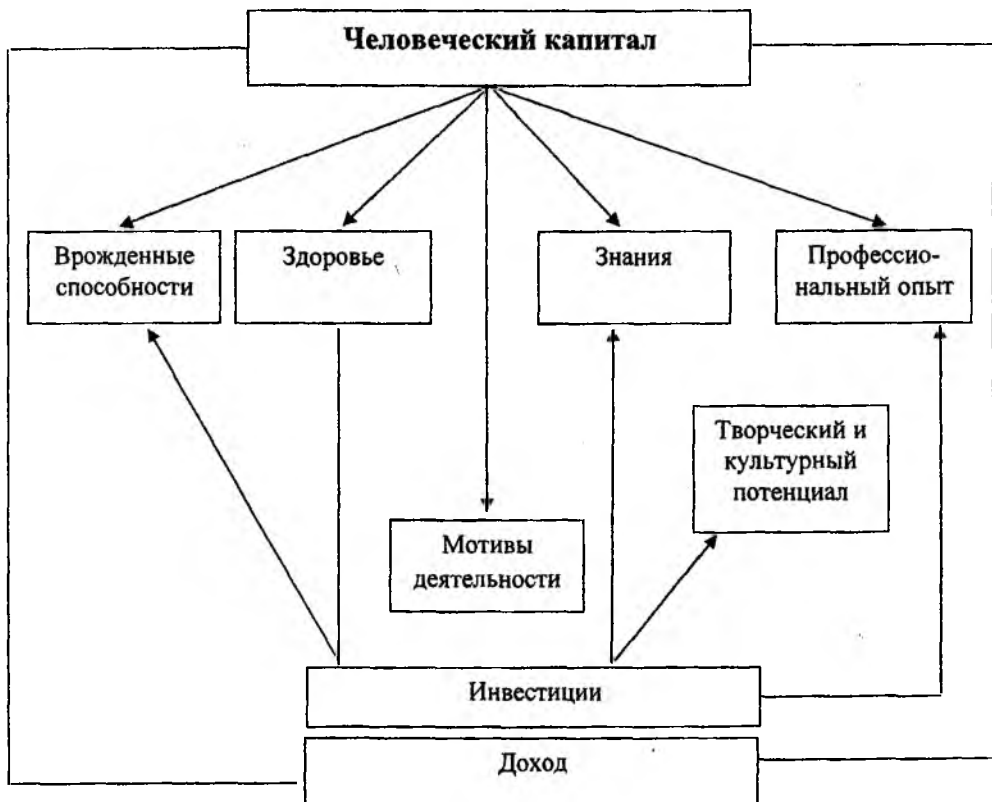 Человеческий капитал
Врожденные
способности
Здоровье
Знания
Профессио-
нальный опыт
Творческий и
культурный
потенциал
Мотивы
деятельности
Инвестиции
Доход